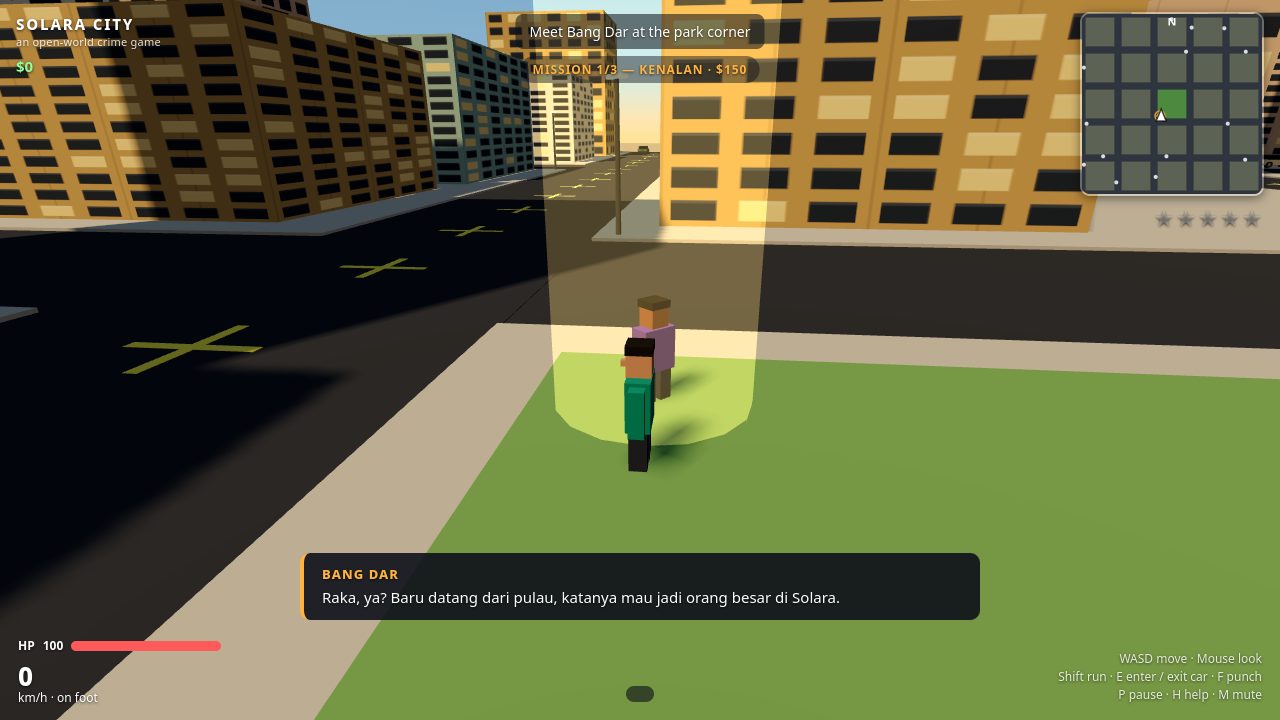 SOLARA CITY
an open-world crime game
$0
Meet Bang Dar at the park corner
MISSION 1/3 — KENALAN · $150
N
BANG DAR
Raka, ya? Baru datang dari pulau, katanya mau jadi orang besar di Solara.
HP 100
0
km/h · on foot
WASD move · Mouse look
Shift run · E enter / exit car · F punch
P pause · H help · M mute